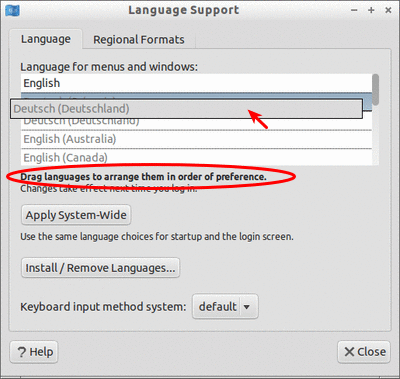 Language Support
Language Regional Formats
Language for menus and windows:
English
Deutsch (Deutschland)
Deutsch (Deutschland)
English (Australia)
English (Canada)
Drag languages to arrange them in order of preference.
Changes take effect next time you log in.
Apply System-Wide
Use the same language choices for startup and the login screen.
Install / Remove Languages...
Keyboard input method system: default
? Help
Close